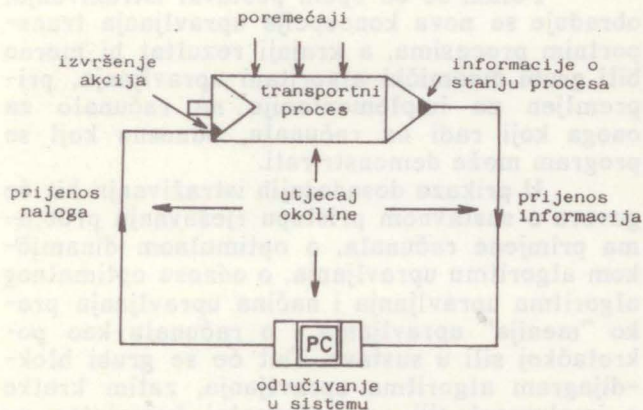 poremećaji
izvršenje
akcija
informacije o
stanju procesa
transportni
proces
prijenos
naloga
utjecaj
okoline
prijenos
informacija
PC
odlučivanje
u sistemu